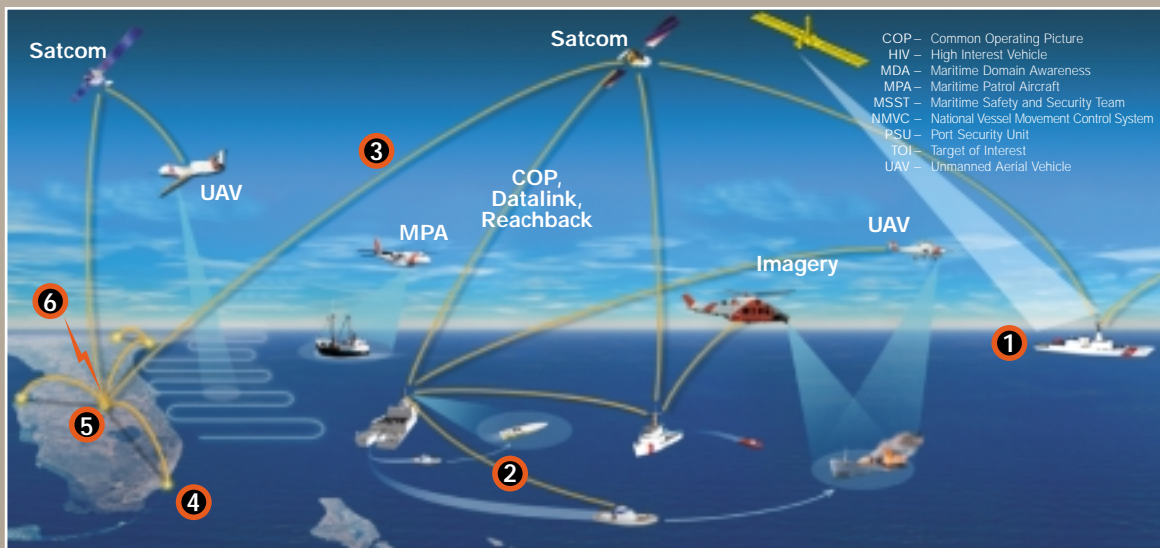 Satcom
Satcom
COP – Common Operating Picture
HIV – High Interest Vehicle
MDA – Maritime Domain Awareness
MPA – Maritime Patrol Aircraft
MSST – Maritime Safety and Security Team
NMVC – National Vessel Movement Control System
PSU – Port Security Unit
TOI – Target of Interest
UAV – Unmanned Aerial Vehicle
3
UAV
COP,
Datalink,
Reachback
MPA
UAV
Imagery
6
1
5
2
4